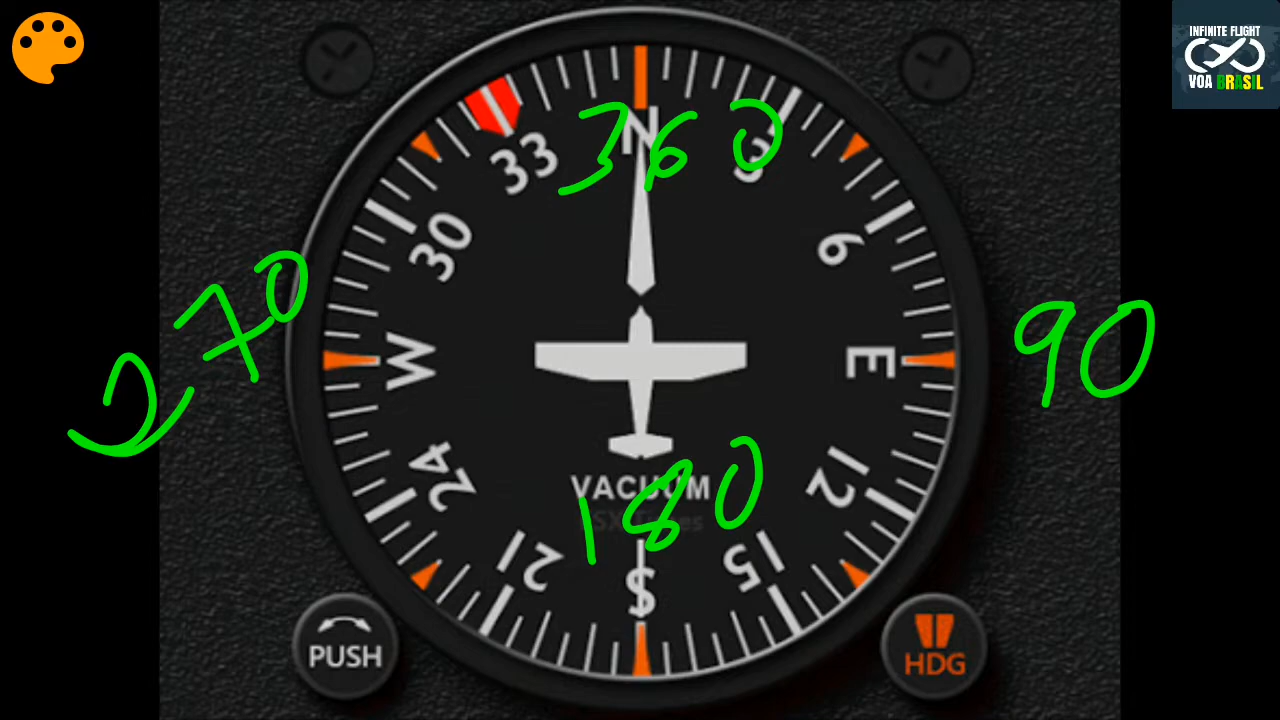 INFINITE FLIGHT
VOA BRASIL
N
360
3
33
30
6
270
W
E
90
24
12
VACUUM
180
21
15
S
PUSH
HDG